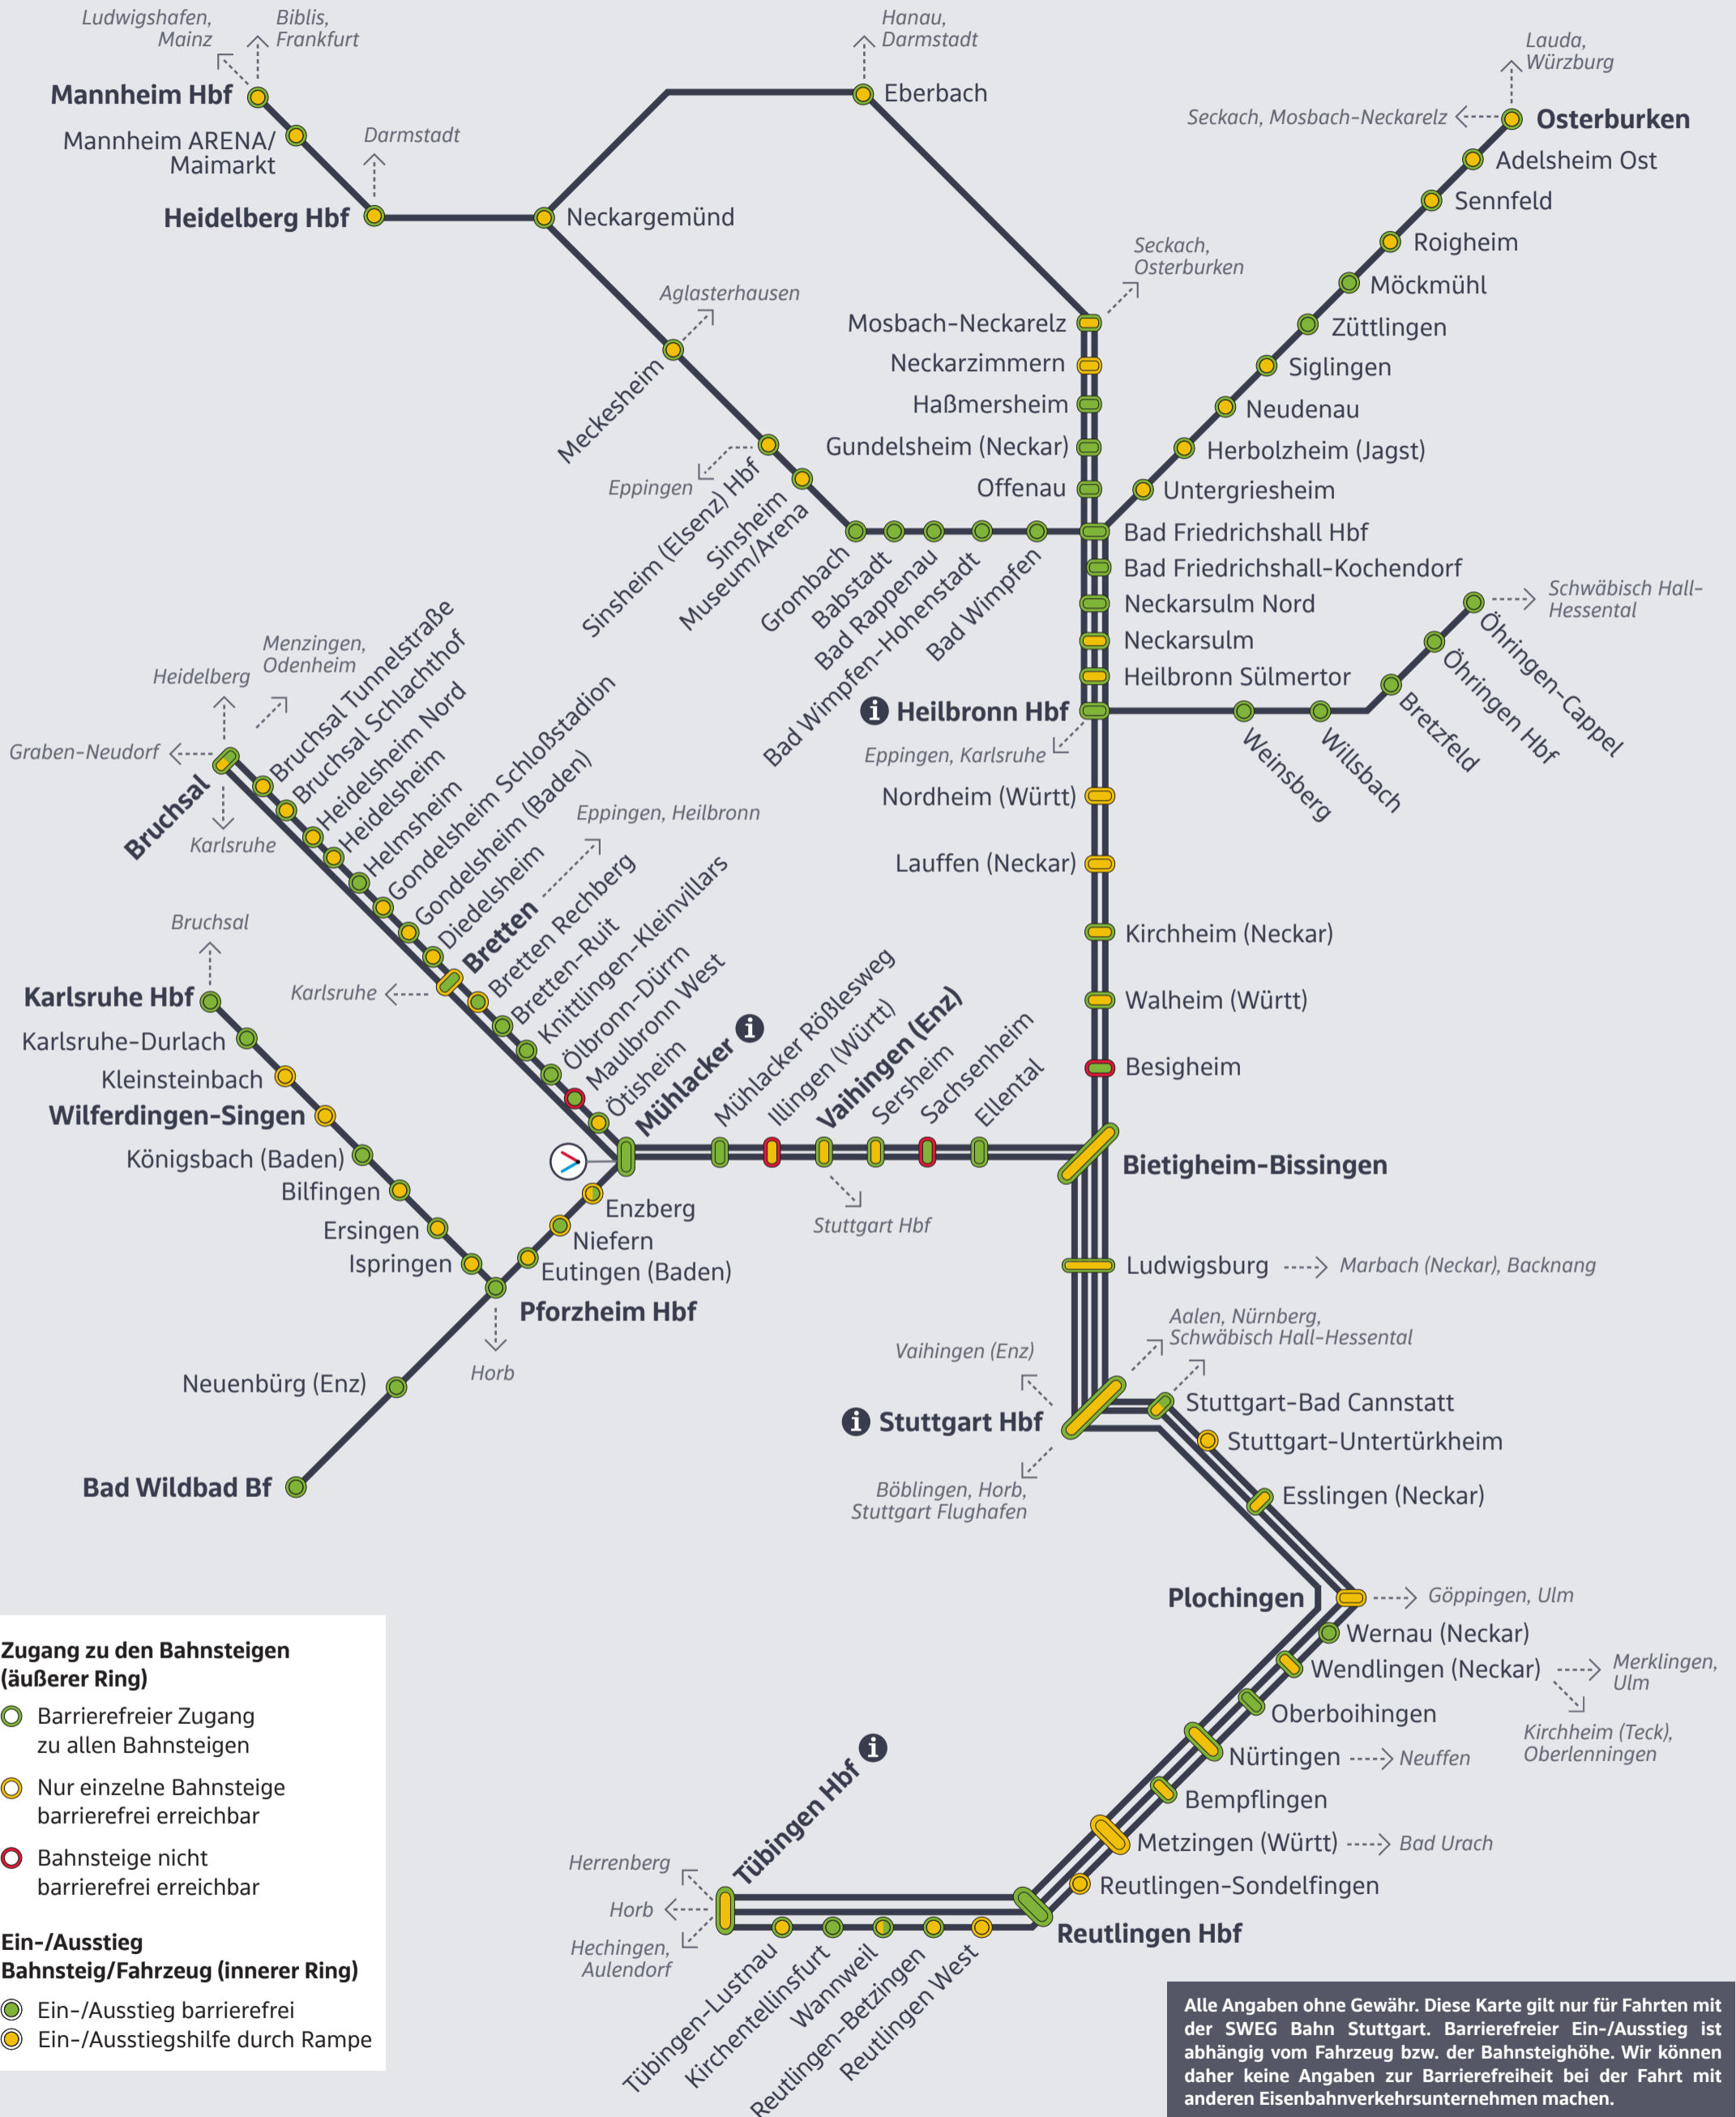 Ludwigshafen,
Mainz
Biblis,
Frankfurt
Hanau,
Darmstadt
Lauda,
Würzburg
Mannheim Hbf
Eberbach
Seckach, Mosbach-Neckarelz
Osterburken
Mannheim ARENA/
Maimarkt
Darmstadt
Adelsheim Ost
Sennfeld
Heidelberg Hbf
Neckargemünd
Roigheim
Seckach,
Osterburken
Möckmühl
Aglasterhausen
Mosbach-Neckarelz
Züttlingen
Neckarzimmern
Siglingen
Meckesheim
Haßmersheim
Neudenau
Gundelsheim (Neckar)
Herbolzheim (Jagst)
Eppingen
Offenau
Untergriesheim
Sinsheim (Elsenz) Hbf
Sinsheim
Museum/Arena
Grombach
Babstadt
Bad Rappenau
Bad Wimpfen-Hohenstadt
Bad Wimpfen
Bad Friedrichshall Hbf
Bad Friedrichshall-Kochendorf
Neckarsulm Nord
Neckarsulm
Heilbronn Sülmertor
i Heilbronn Hbf
Eppingen, Karlsruhe
Schwäbisch Hall-
Hessental
Öhringen-Cappel
Öhringen Hbf
Bretzfeld
Willsbach
Weinsberg
Menzingen,
Odenheim
Heidelberg
Graben-Neudorf
Bruchsal
Karlsruhe
Bruchsal Tunnelstraße
Bruchsal Schlachthof
Heidelsheim Nord
Heidelsheim
Helmsheim
Gondelsheim Schloßstadion
Gondelsheim (Baden)
Diedelsheim
Bretten
Eppingen, Heilbronn
Karlsruhe
Bretten Rechberg
Bretten-Ruit
Knittlingen-Kleinvillars
Ölbronn-Dürrn
Maulbronn West
Ötisheim
Mühlacker i
Mühlacker Rößlesweg
Illingen (Württ)
Vaihingen (Enz)
Sersheim
Sachsenheim
Ellental
Stuttgart Hbf
Nordheim (Württ)
Lauffen (Neckar)
Kirchheim (Neckar)
Walheim (Württ)
Besigheim
Bietigheim-Bissingen
Bruchsal
Karlsruhe Hbf
Karlsruhe-Durlach
Kleinsteinbach
Wilferdingen-Singen
Königsbach (Baden)
Bilfingen
Ersingen
Ispringen
Enzberg
Niefern
Eutingen (Baden)
Pforzheim Hbf
Horb
Neuenbürg (Enz)
Bad Wildbad Bf
Ludwigsburg
Marbach (Neckar), Backnang
Aalen, Nürnberg,
Schwäbisch Hall-Hessental
Vaihingen (Enz)
i Stuttgart Hbf
Böblingen, Horb,
Stuttgart Flughafen
Stuttgart-Bad Cannstatt
Stuttgart-Untertürkheim
Esslingen (Neckar)
Plochingen
Göppingen, Ulm
Wernau (Neckar)
Wendlingen (Neckar)
Merklingen,
Ulm
Kirchheim (Teck),
Oberlenningen
Oberboihingen
Nürtingen
Neuffen
Bempflingen
Metzingen (Württ)
Bad Urach
Reutlingen-Sondelfingen
Reutlingen Hbf
Tübingen Hbf i
Herrenberg
Horb
Hechingen,
Aulendorf
Tübingen-Lustnau
Kirchentellinsfurt
Wannweil
Reutlingen-Betzingen
Reutlingen West
Zugang zu den Bahnsteigen
(äußerer Ring)
Barrierefreier Zugang
zu allen Bahnsteigen
Nur einzelne Bahnsteige
barrierefrei erreichbar
Bahnsteige nicht
barrierefrei erreichbar
Ein-/Ausstieg
Bahnsteig/Fahrzeug (innerer Ring)
Ein-/Ausstieg barrierefrei
Ein-/Ausstiegshilfe durch Rampe
Alle Angaben ohne Gewähr. Diese Karte gilt nur für Fahrten mit
der SWEG Bahn Stuttgart. Barrierefreier Ein-/Ausstieg ist
abhängig vom Fahrzeug bzw. der Bahnsteighöhe. Wir können
daher keine Angaben zur Barrierefreiheit bei der Fahrt mit
anderen Eisenbahnverkehrsunternehmen machen.